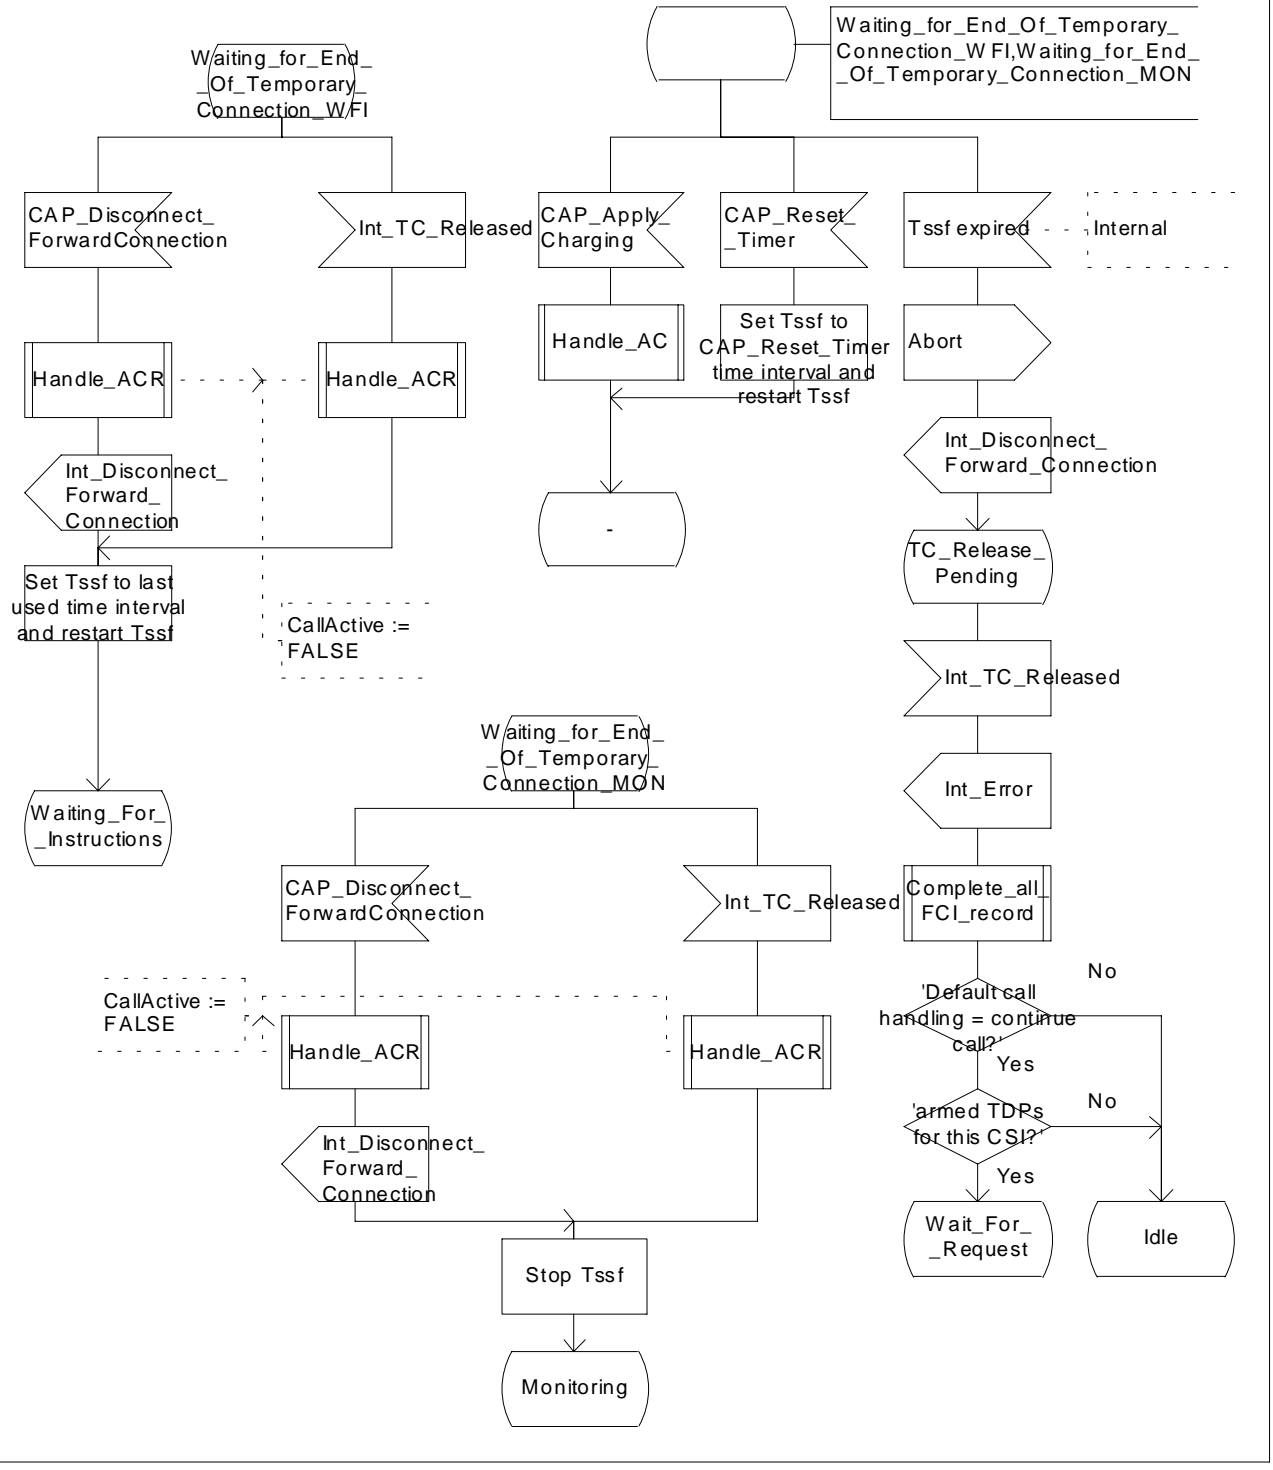 Waiting_for_End_
_Of_Temporary_
Connection_WFI
CAP_Disconnect_
ForwardConnection
Int_TC_Released
Handle_ACR
Handle_ACR
Int_Disconnect_
Forward_
Connection
Set Tssf to last
used time interval
and restart Tssf
CallActive :=
FALSE
Waiting_For_
_Instructions
Waiting_for_End_Of_Temporary_
Connection_WFI,Waiting_for_End_
_Of_Temporary_Connection_MON
CAP_Apply_
Charging
CAP_Reset_
_Timer
Tssf expired
Internal
Handle_AC
Set Tssf to
CAP_Reset_Timer
time interval and
restart Tssf
Abort
Int_Disconnect_
Forward_Connection
-
TC_Release_
Pending
Int_TC_Released
Int_Error
Complete_all_
FCI_record
'Default call
handling = continue
call?'
No
Yes
'armed TDPs
for this CSI?'
No
Yes
Wait_For_
_Request
Idle
Waiting_for_End_
_Of_Temporary_
Connection_MON
CAP_Disconnect_
ForwardConnection
Int_TC_Released
CallActive :=
FALSE
Handle_ACR
Handle_ACR
Int_Disconnect_
Forward_
Connection
Stop Tssf
Monitoring